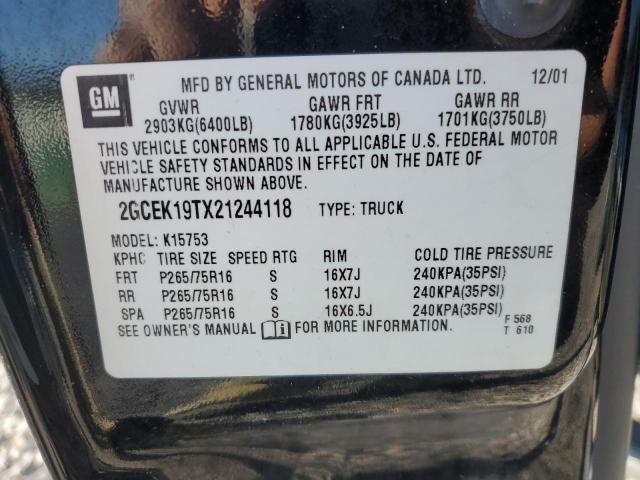 GM
MFD BY GENERAL MOTORS OF CANADA LTD. 12/01
GVWR GAWR FRT GAWR RR
2903KG(6400LB) 1780KG(3925LB) 1701KG(3750LB)
THIS VEHICLE CONFORMS TO ALL APPLICABLE U.S. FEDERAL MOTOR
VEHICLE SAFETY STANDARDS IN EFFECT ON THE DATE OF
MANUFACTURE SHOWN ABOVE.
2GCEK19TX21244118 TYPE: TRUCK
MODEL: K15753
KPHC TIRE SIZE SPEED RTG RIM COLD TIRE PRESSURE
FRT P265/75R16 S 16X7J 240KPA(35PSI)
RR P265/75R16 S 16X7J 240KPA(35PSI)
SPA P265/75R16 S 16X6.5J 240KPA(35PSI)
SEE OWNER'S MANUAL FOR MORE INFORMATION.
F 568
T 610